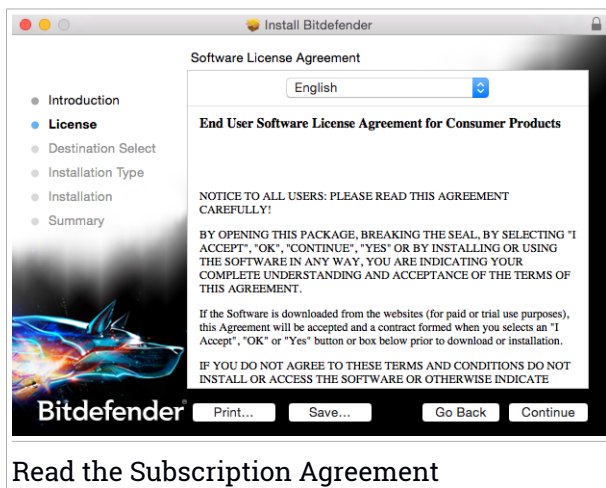 Install Bitdefender
Software License Agreement
English
Introduction
License
Destination Select
Installation Type
Installation
Summary
End User Software License Agreement for Consumer Products
NOTICE TO ALL USERS: PLEASE READ THIS AGREEMENT
CAREFULLY!
BY OPENING THIS PACKAGE, BREAKING THE SEAL, BY SELECTING "I
ACCEPT", "OK", "CONTINUE", "YES" OR BY INSTALLING OR USING
THE SOFTWARE IN ANY WAY, YOU ARE INDICATING YOUR
COMPLETE UNDERSTANDING AND ACCEPTANCE OF THE TERMS OF
THIS AGREEMENT.
If the Software is downloaded from the websites (for paid or trial use purposes),
this Agreement will be accepted and a contract formed when you selects an "I
Accept", "OK" or "Yes" button or box below prior to download or installation.
IF YOU DO NOT AGREE TO THESE TERMS AND CONDITIONS DO NOT
INSTALL OR ACCESS THE SOFTWARE OR OTHERWISE INDICATE
Bitdefender
Print...
Save...
Go Back
Continue
Read the Subscription Agreement